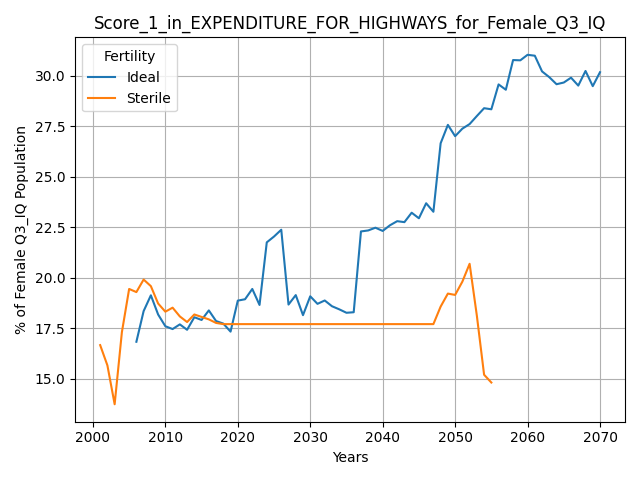 Score_1_in_EXPENDITURE_FOR_HIGHWAYS_for_Female_Q3_IQ
Fertility
Ideal
Sterile
% of Female Q3_IQ Population
30.0
27.5
25.0
22.5
20.0
17.5
15.0
2000 2010 2020 2030 2040 2050 2060 2070
Years